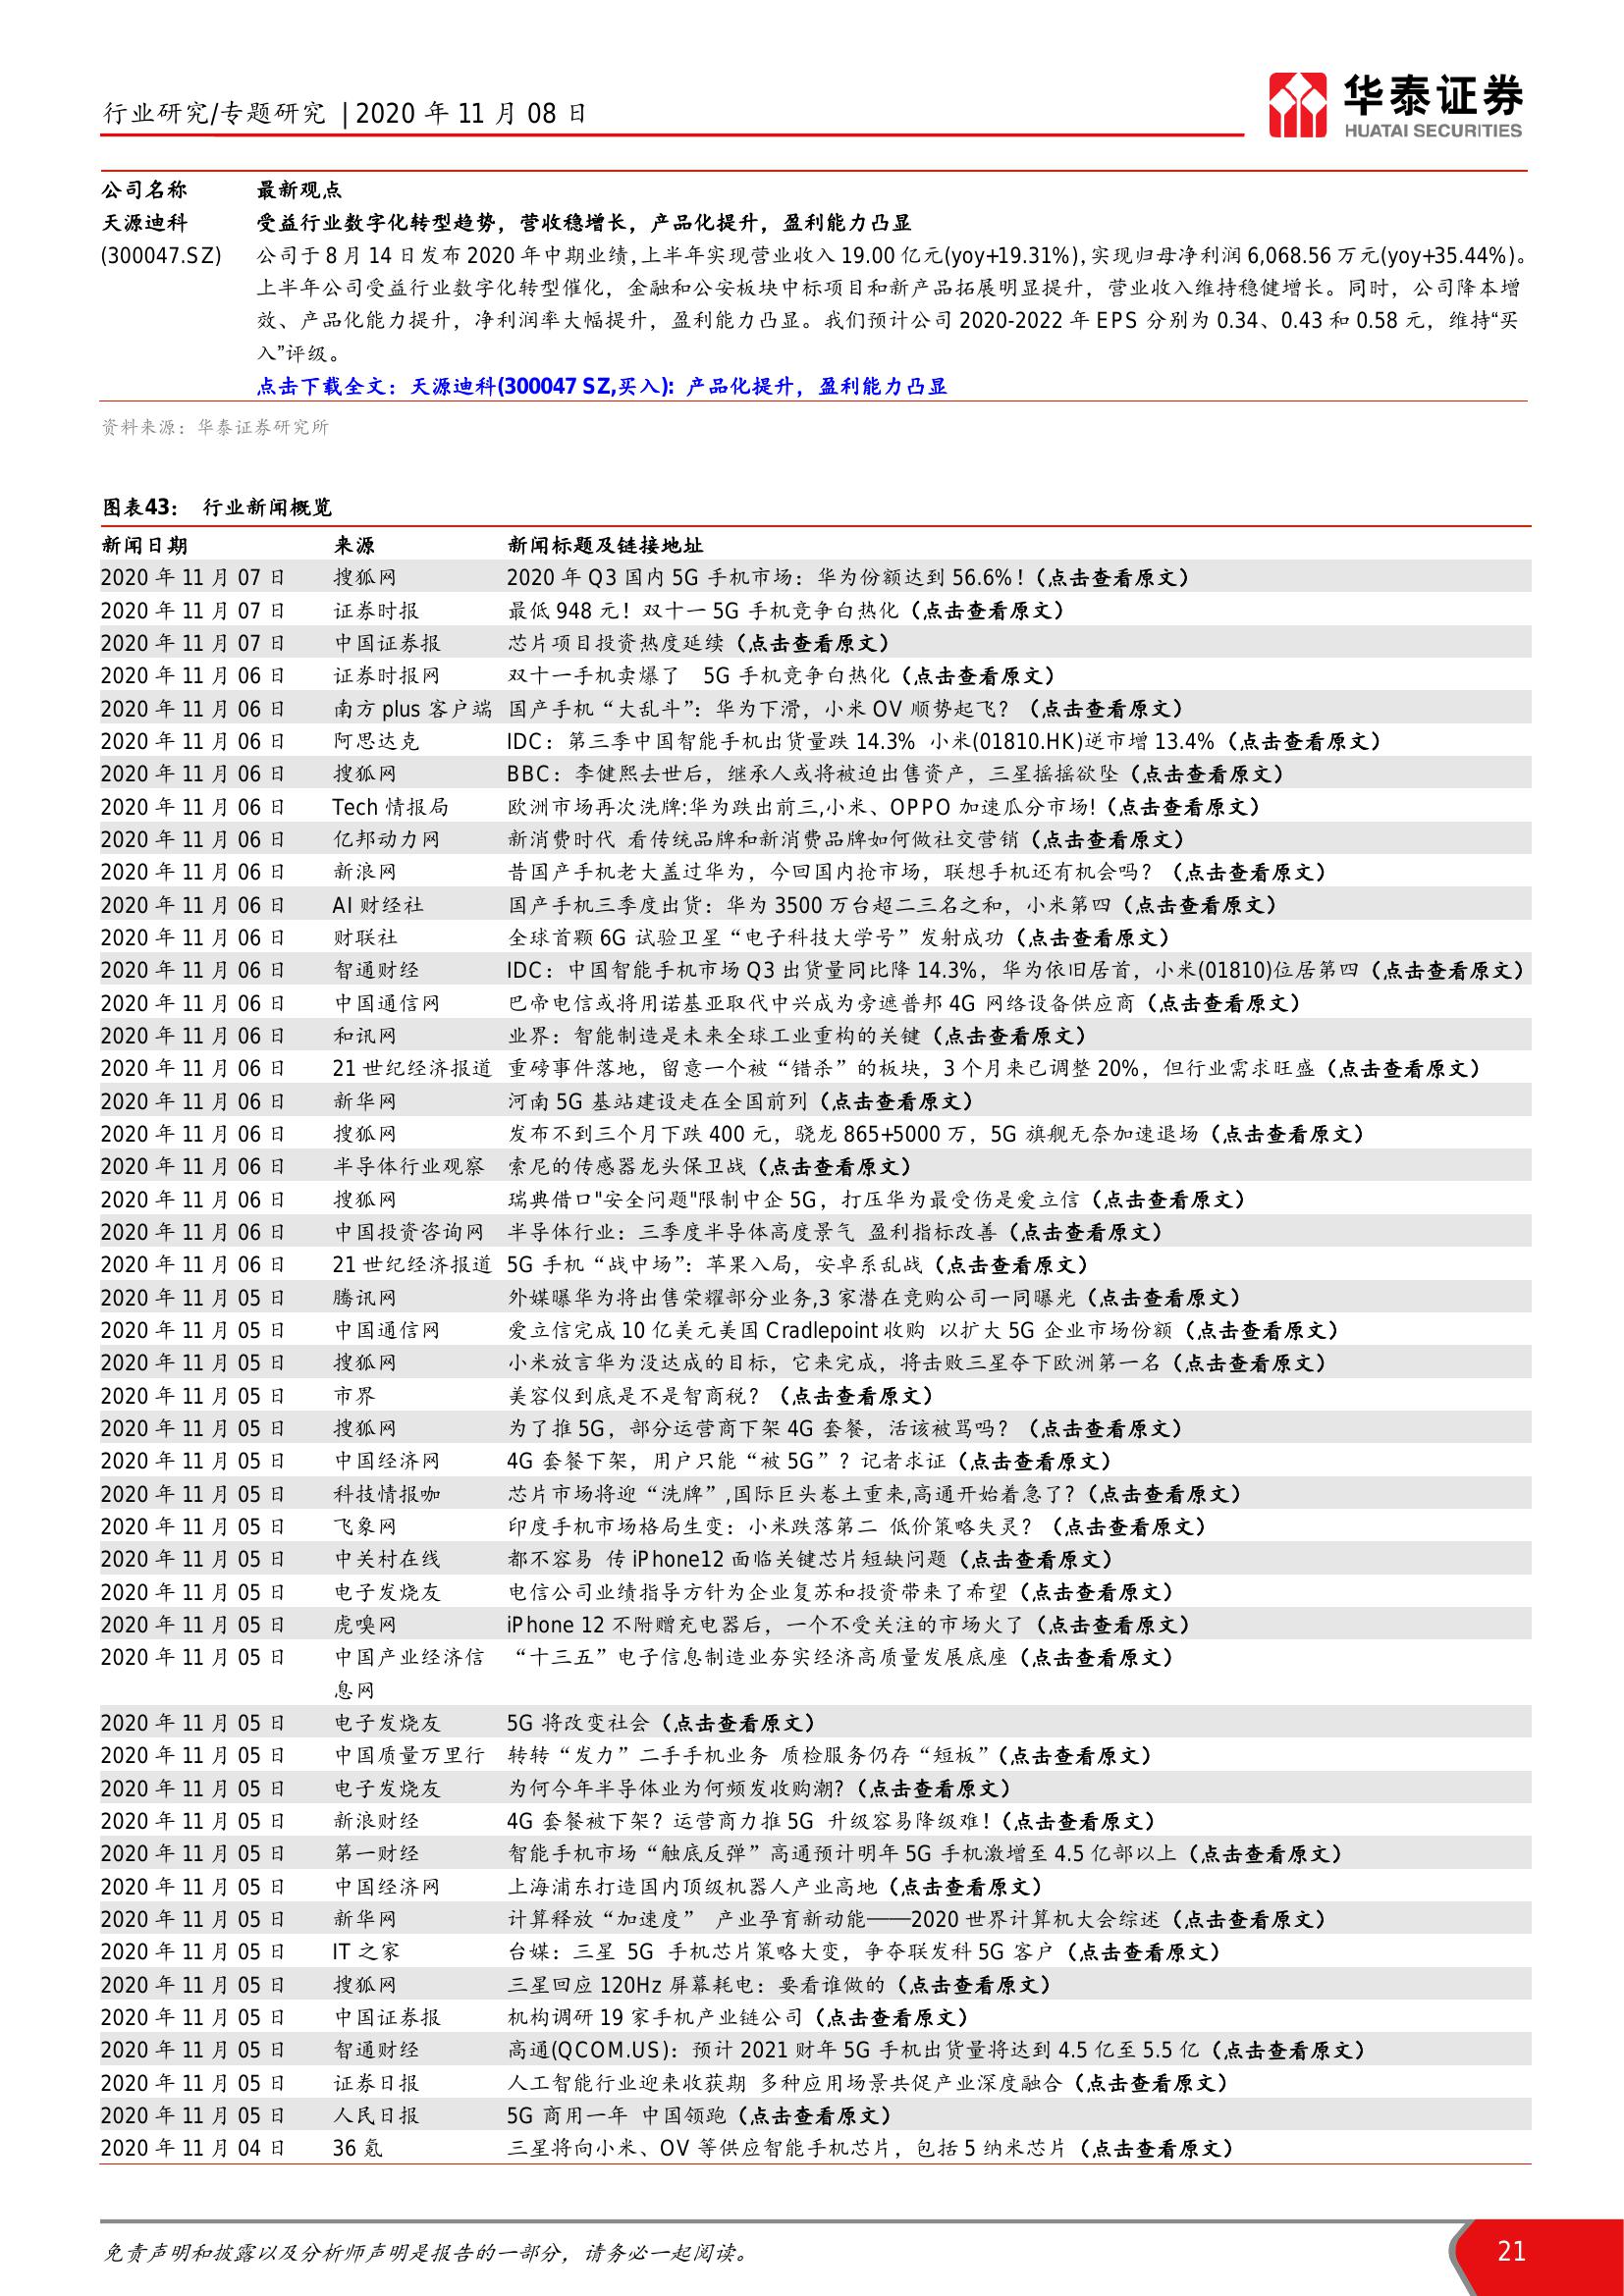 行业研究/专题研究 | 2020 年 11 月 08 日
华泰证券
HUATAI SECURITIES
公司名称 最新观点
天源迪科 受益行业数字化转型趋势，营收稳增长，产品化提升，盈利能力凸显
(300047.SZ) 公司于 8 月 14 日发布 2020 年中期业绩，上半年实现营业收入 19.00 亿元(yoy+19.31%)，实现归母净利润 6,068.56 万元(yoy+35.44%)。
上半年公司受益行业数字化转型催化，金融和公安板块中标项目和新产品拓展明显提升，营业收入维持稳健增长。同时，公司降本增
效、产品化能力提升，净利润率大幅提升，盈利能力凸显。我们预计公司 2020-2022 年 EPS 分别为 0.34、0.43 和 0.58 元，维持“买
入”评级。
点击下载全文：天源迪科(300047 SZ,买入): 产品化提升，盈利能力凸显
资料来源：华泰证券研究所
图表43： 行业新闻概览
新闻日期 来源 新闻标题及链接地址
2020 年 11 月 07 日 搜狐网 2020 年 Q3 国内 5G 手机市场：华为份额达到 56.6%！（点击查看原文）
2020 年 11 月 07 日 证券时报 最低 948 元！双十一 5G 手机竞争白热化（点击查看原文）
2020 年 11 月 07 日 中国证券报 芯片项目投资热度延续（点击查看原文）
2020 年 11 月 06 日 证券时报网 双十一手机卖爆了 5G 手机竞争白热化（点击查看原文）
2020 年 11 月 06 日 南方 plus 客户端 国产手机“大乱斗”：华为下滑，小米 OV 顺势起飞？（点击查看原文）
2020 年 11 月 06 日 阿思达克 IDC：第三季中国智能手机出货量跌 14.3% 小米(01810.HK)逆市增 13.4%（点击查看原文）
2020 年 11 月 06 日 搜狐网 BBC：李健熙去世后，继承人或将被迫出售资产，三星摇摇欲坠（点击查看原文）
2020 年 11 月 06 日 Tech 情报局 欧洲市场再次洗牌:华为跌出前三,小米、OPPO 加速瓜分市场!（点击查看原文）
2020 年 11 月 06 日 亿邦动力网 新消费时代 看传统品牌和新消费品牌如何做社交营销（点击查看原文）
2020 年 11 月 06 日 新浪网 昔国产手机老大盖过华为，今回国内抢市场，联想手机还有机会吗？（点击查看原文）
2020 年 11 月 06 日 AI 财经社 国产手机三季度出货：华为 3500 万台超二三名之和，小米第四（点击查看原文）
2020 年 11 月 06 日 财联社 全球首颗 6G 试验卫星“电子科技大学号”发射成功（点击查看原文）
2020 年 11 月 06 日 智通财经 IDC：中国智能手机市场 Q3 出货量同比降 14.3%，华为依旧居首，小米(01810)位居第四（点击查看原文）
2020 年 11 月 06 日 中国通信网 巴帝电信或将用诺基亚取代中兴成为旁遮普邦 4G 网络设备供应商（点击查看原文）
2020 年 11 月 06 日 和讯网 业界：智能制造是未来全球工业重构的关键（点击查看原文）
2020 年 11 月 06 日 21 世纪经济报道 重磅事件落地，留意一个被“错杀”的板块，3 个月来已调整 20%，但行业需求旺盛（点击查看原文）
2020 年 11 月 06 日 新华网 河南 5G 基站建设走在全国前列（点击查看原文）
2020 年 11 月 06 日 搜狐网 发布不到三个月下跌 400 元，骁龙 865+5000 万，5G 旗舰无奈加速退场（点击查看原文）
2020 年 11 月 06 日 半导体行业观察 索尼的传感器龙头保卫战（点击查看原文）
2020 年 11 月 06 日 搜狐网 瑞典借口"安全问题"限制中企 5G，打压华为最受伤是爱立信（点击查看原文）
2020 年 11 月 06 日 中国投资咨询网 半导体行业：三季度半导体高度景气 盈利指标改善（点击查看原文）
2020 年 11 月 06 日 21 世纪经济报道 5G 手机“战中场”：苹果入局，安卓系乱战（点击查看原文）
2020 年 11 月 05 日 腾讯网 外媒曝华为将出售荣耀部分业务,3 家潜在竞购公司一同曝光（点击查看原文）
2020 年 11 月 05 日 中国通信网 爱立信完成 10 亿美元美国 Cradlepoint 收购 以扩大 5G 企业市场份额（点击查看原文）
2020 年 11 月 05 日 搜狐网 小米放言华为没达成的目标，它来完成，将击败三星夺下欧洲第一名（点击查看原文）
2020 年 11 月 05 日 市界 美容仪到底是不是智商税？（点击查看原文）
2020 年 11 月 05 日 搜狐网 为了推 5G，部分运营商下架 4G 套餐，活该被骂吗？（点击查看原文）
2020 年 11 月 05 日 中国经济网 4G 套餐下架，用户只能“被 5G”？记者求证（点击查看原文）
2020 年 11 月 05 日 科技情报咖 芯片市场将迎“洗牌”,国际巨头卷土重来,高通开始着急了?（点击查看原文）
2020 年 11 月 05 日 飞象网 印度手机市场格局生变：小米跌落第二 低价策略失灵？（点击查看原文）
2020 年 11 月 05 日 中关村在线 都不容易 传 iPhone12 面临关键芯片短缺问题（点击查看原文）
2020 年 11 月 05 日 电子发烧友 电信公司业绩指导方针为企业复苏和投资带来了希望（点击查看原文）
2020 年 11 月 05 日 虎嗅网 iPhone 12 不附赠充电器后，一个不受关注的市场火了（点击查看原文）
2020 年 11 月 05 日 中国产业经济信 “十三五”电子信息制造业夯实经济高质量发展底座（点击查看原文）
息网
2020 年 11 月 05 日 电子发烧友 5G 将改变社会（点击查看原文）
2020 年 11 月 05 日 中国质量万里行 转转“发力”二手手机业务 质检服务仍存“短板”（点击查看原文）
2020 年 11 月 05 日 电子发烧友 为何今年半导体业为何频发收购潮?（点击查看原文）
2020 年 11 月 05 日 新浪财经 4G 套餐被下架？运营商力推 5G 升级容易降级难！（点击查看原文）
2020 年 11 月 05 日 第一财经 智能手机市场“触底反弹”高通预计明年 5G 手机激增至 4.5 亿部以上（点击查看原文）
2020 年 11 月 05 日 中国经济网 上海浦东打造国内顶级机器人产业高地（点击查看原文）
2020 年 11 月 05 日 新华网 计算释放“加速度” 产业孕育新动能——2020 世界计算机大会综述（点击查看原文）
2020 年 11 月 05 日 IT 之家 台媒：三星 5G 手机芯片策略大变，争夺联发科 5G 客户（点击查看原文）
2020 年 11 月 05 日 搜狐网 三星回应 120Hz 屏幕耗电：要看谁做的（点击查看原文）
2020 年 11 月 05 日 中国证券报 机构调研 19 家手机产业链公司（点击查看原文）
2020 年 11 月 05 日 智通财经 高通(QCOM.US)：预计 2021 财年 5G 手机出货量将达到 4.5 亿至 5.5 亿（点击查看原文）
2020 年 11 月 05 日 证券日报 人工智能行业迎来收获期 多种应用场景共促产业深度融合（点击查看原文）
2020 年 11 月 05 日 人民日报 5G 商用一年 中国领跑（点击查看原文）
2020 年 11 月 04 日 36 氪 三星将向小米、OV 等供应智能手机芯片，包括 5 纳米芯片（点击查看原文）
免责声明和披露以及分析师声明是报告的一部分，请务必一起阅读。
21